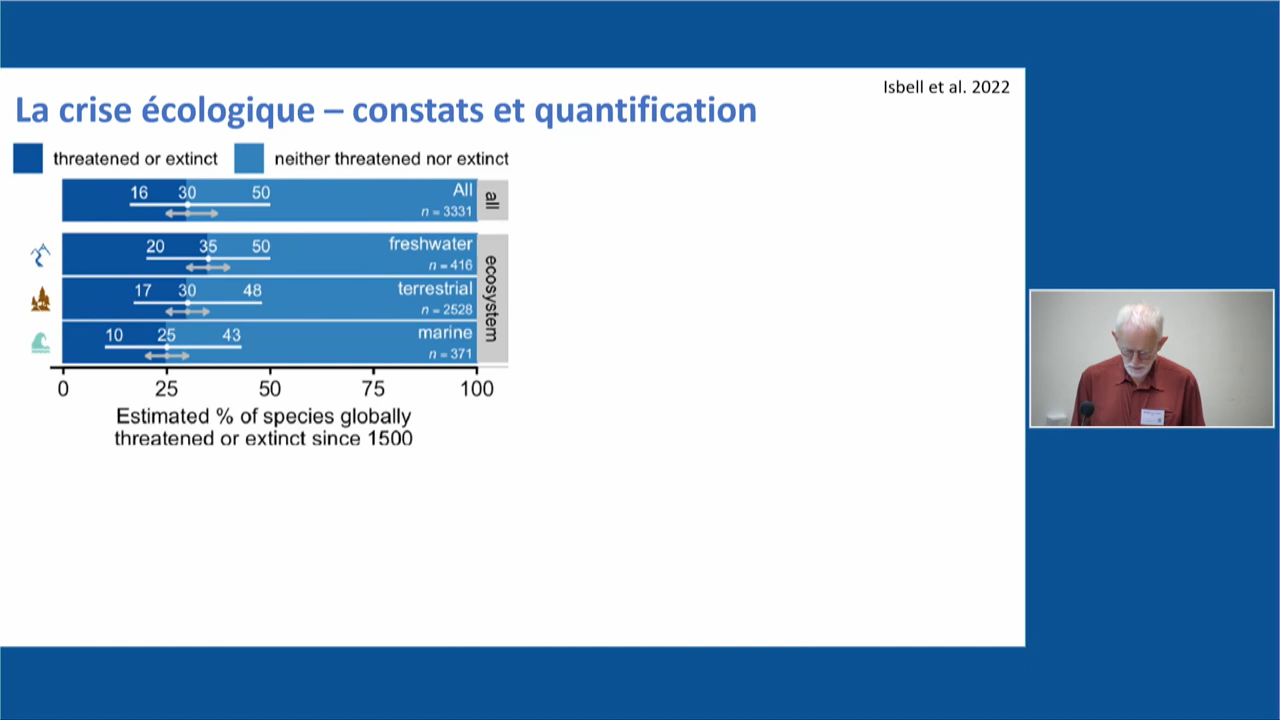 Isbell et al. 2022
La crise écologique – constats et quantification
threatened or extinct
neither threatened nor extinct
16 30 50 All
n = 3331
all
20 35 50 freshwater
n = 416
17 30 48 terrestrial
n = 2528
10 25 43 marine
n = 371
ecosystem
0 25 50 75 100
Estimated % of species globally
threatened or extinct since 1500